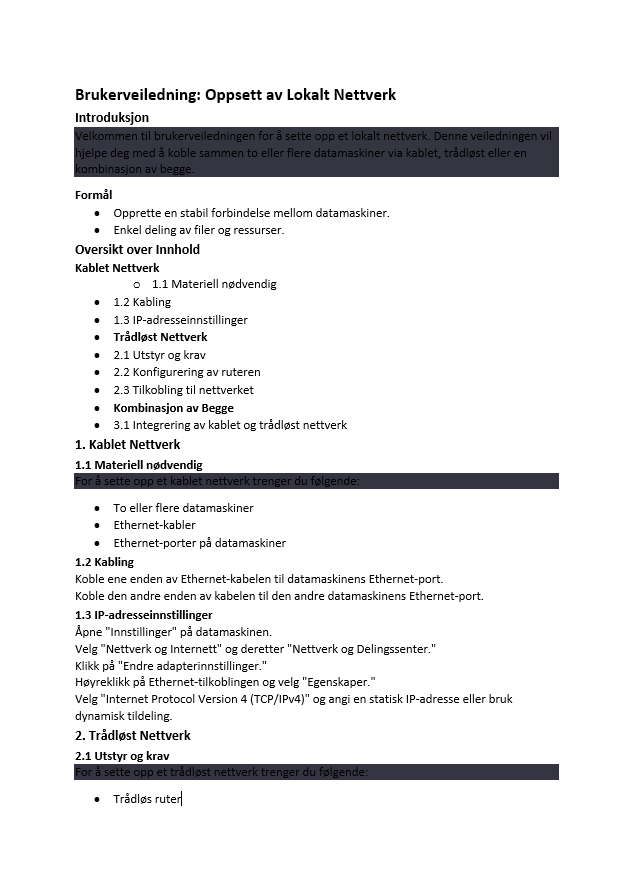 Brukerveiledning: Oppsett av Lokalt Nettverk
Introduksjon
Velkommen til brukerveiledningen for å sette opp et lokalt nettverk. Denne veiledningen vil
hjelpe deg med å koble sammen to eller flere datamaskiner via kablet, trådløst eller en
kombinasjon av begge.
Formål
• Opprette en stabil forbindelse mellom datamaskiner.
• Enkel deling av filer og ressurser.
Oversikt over Innhold
Kablet Nettverk
o 1.1 Materiell nødvendig
• 1.2 Kabling
• 1.3 IP-adresseinnstillinger
• Trådløst Nettverk
• 2.1 Utstyr og krav
• 2.2 Konfigurering av ruteren
• 2.3 Tilkobling til nettverket
• Kombinasjon av Begge
• 3.1 Integrering av kablet og trådløst nettverk
1. Kablet Nettverk
1.1 Materiell nødvendig
For å sette opp et kablet nettverk trenger du følgende:
• To eller flere datamaskiner
• Ethernet-kabler
• Ethernet-porter på datamaskiner
1.2 Kabling
Koble ene enden av Ethernet-kabelen til datamaskinens Ethernet-port.
Koble den andre enden av kabelen til den andre datamaskinens Ethernet-port.
1.3 IP-adresseinnstillinger
Åpne "Innstillinger" på datamaskinen.
Velg "Nettverk og Internett" og deretter "Nettverk og Delingssenter."
Klikk på "Endre adapterinnstillinger."
Høyreklikk på Ethernet-tilkoblingen og velg "Egenskaper."
Velg "Internet Protocol Version 4 (TCP/IPv4)" og angi en statisk IP-adresse eller bruk
dynamisk tildeling.
2. Trådløst Nettverk
2.1 Utstyr og krav
For å sette opp et trådløst nettverk trenger du følgende:
• Trådløs ruter